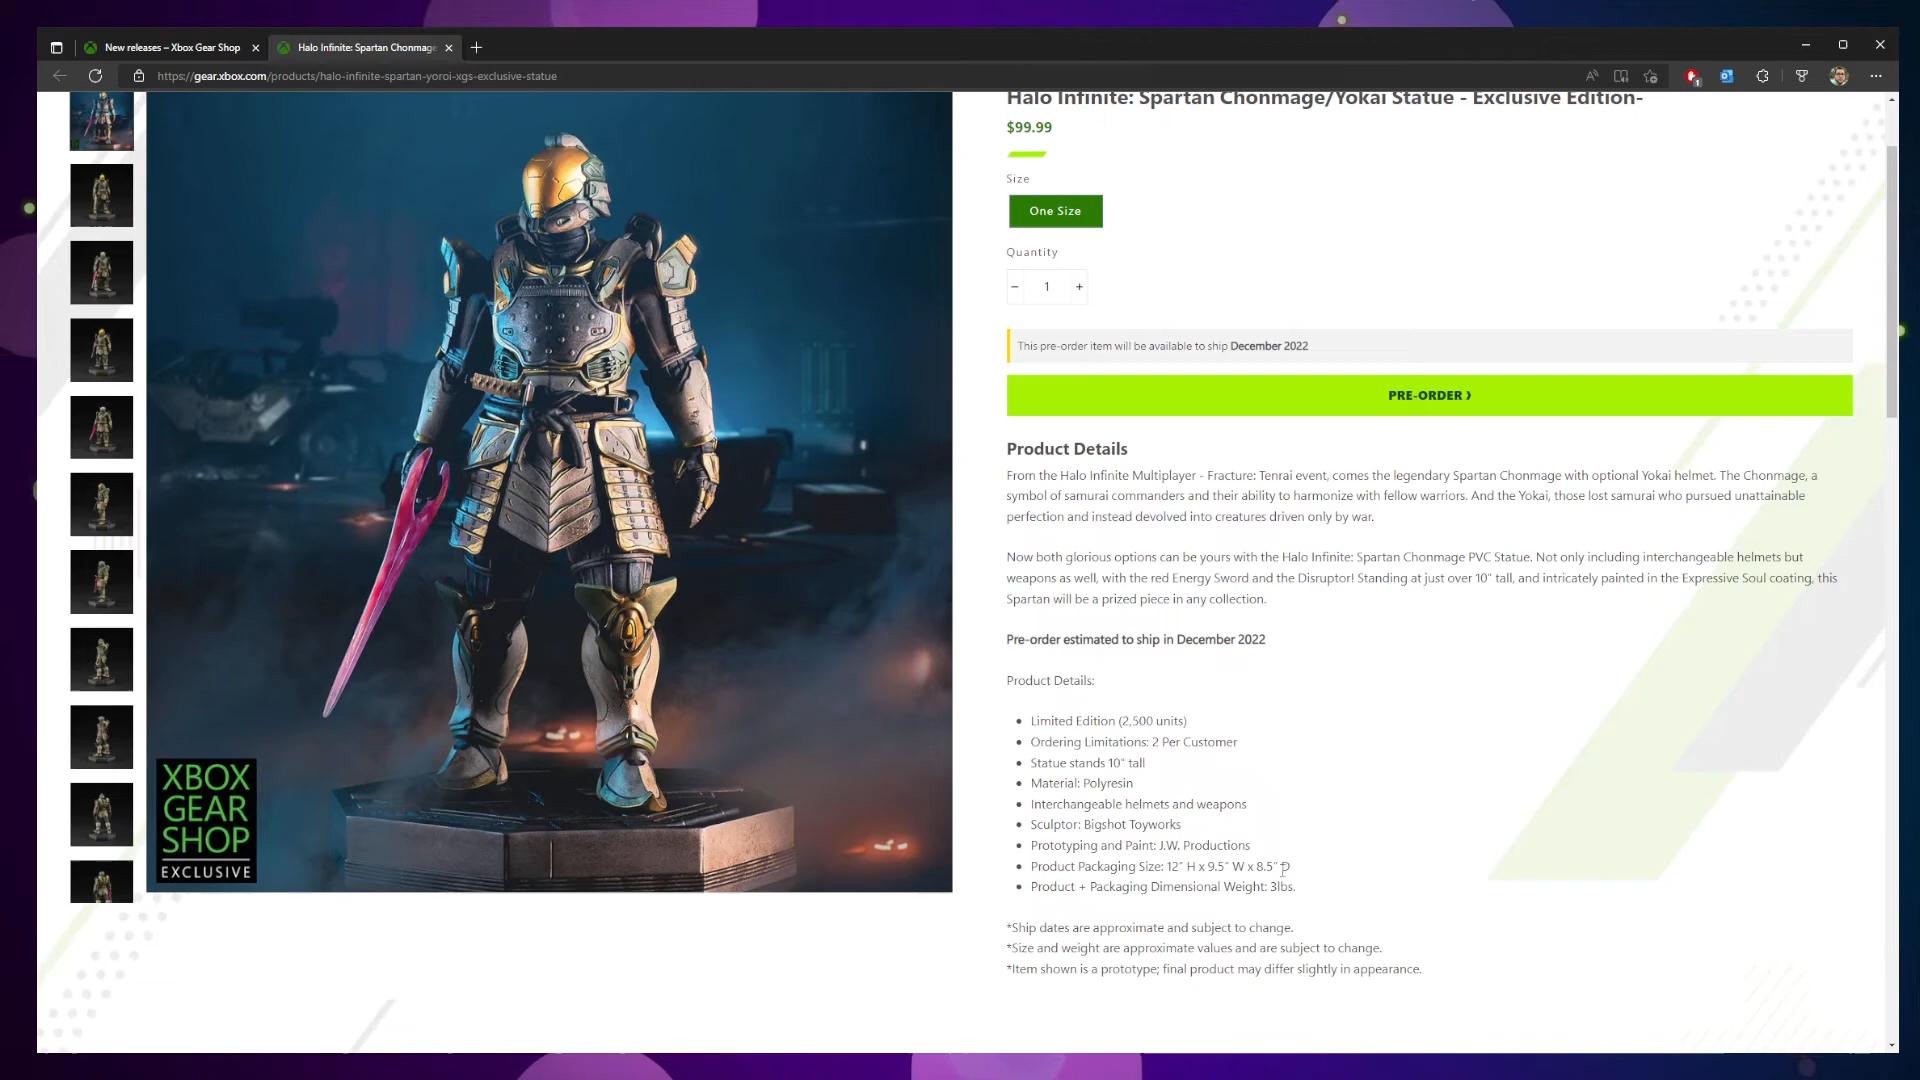 New releases – Xbox Gear Shop
Halo Infinite: Spartan Chonmage
https://gear.xbox.com/products/halo-infinite-spartan-yoroi-xgs-exclusive-statue
Halo Infinite: Spartan Chonmage/Yokai Statue - Exclusive Edition-
$99.99
Size
One Size
Quantity
− 1 +
This pre-order item will be available to ship December 2022
PRE-ORDER ›
Product Details
From the Halo Infinite Multiplayer - Fracture: Tenrai event, comes the legendary Spartan Chonmage with optional Yokai helmet. The Chonmage, a
symbol of samurai commanders and their ability to harmonize with fellow warriors. And the Yokai, those lost samurai who pursued unattainable
perfection and instead devolved into creatures driven only by war.
Now both glorious options can be yours with the Halo Infinite: Spartan Chonmage PVC Statue. Not only including interchangeable helmets but
weapons as well, with the red Energy Sword and the Disruptor! Standing at just over 10" tall, and intricately painted in the Expressive Soul coating, this
Spartan will be a prized piece in any collection.
Pre-order estimated to ship in December 2022
Product Details:
• Limited Edition (2,500 units)
• Ordering Limitations: 2 Per Customer
• Statue stands 10" tall
• Material: Polyresin
• Interchangeable helmets and weapons
• Sculptor: Bigshot Toyworks
• Prototyping and Paint: J.W. Productions
• Product Packaging Size: 12" H x 9.5" W x 8.5" D
• Product + Packaging Dimensional Weight: 3lbs.
*Ship dates are approximate and subject to change.
*Size and weight are approximate values and are subject to change.
*Item shown is a prototype; final product may differ slightly in appearance.
XBOX
GEAR
SHOP
EXCLUSIVE